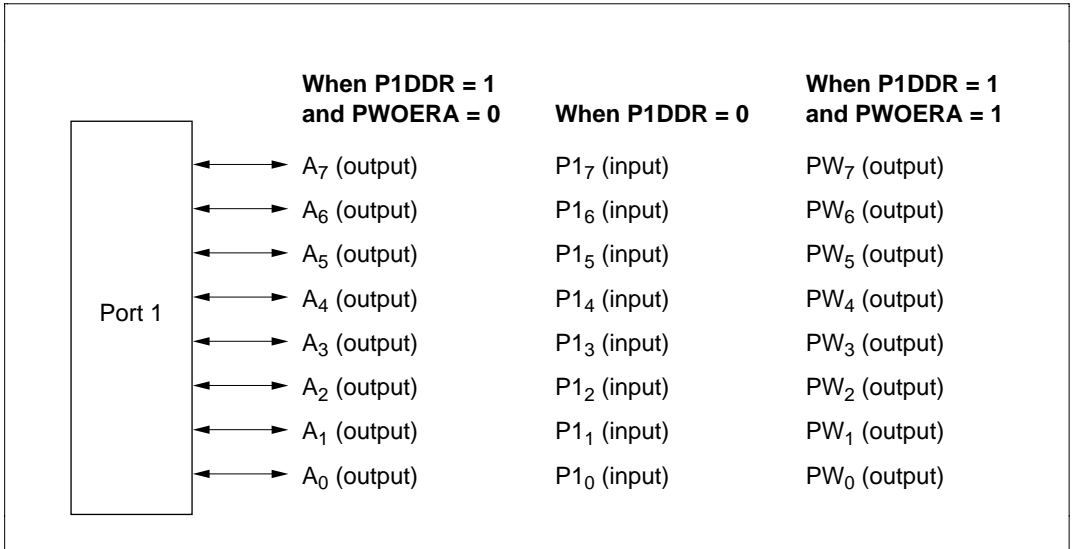 When P1DDR = 1
and PWOERA = 0
When P1DDR = 0
When P1DDR = 1
and PWOERA = 1
Port 1
A7 (output) P17 (input) PW7 (output)
A6 (output) P16 (input) PW6 (output)
A5 (output) P15 (input) PW5 (output)
A4 (output) P14 (input) PW4 (output)
A3 (output) P13 (input) PW3 (output)
A2 (output) P12 (input) PW2 (output)
A1 (output) P11 (input) PW1 (output)
A0 (output) P10 (input) PW0 (output)